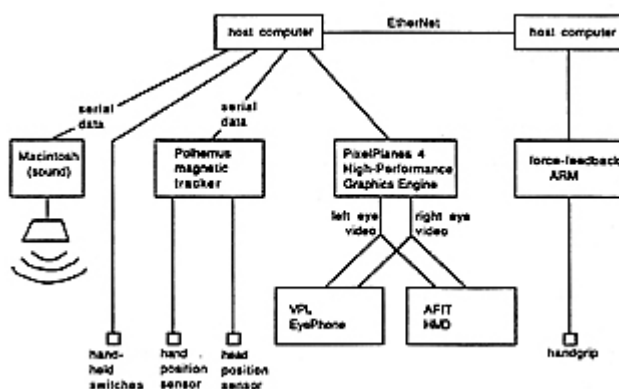 host computer
EtherNet
host computer
serial
data
serial
data
Macintosh
(sound)
Polhemus
magnetic
tracker
PixelPlanes 4
High-Performance
Graphics Engine
force-feedback
ARM
left eye
video
right eye
video
VPL
EyePhone
AFIT
HMD
hand-
held
switches
hand
position
sensor
head
position
sensor
handgrip